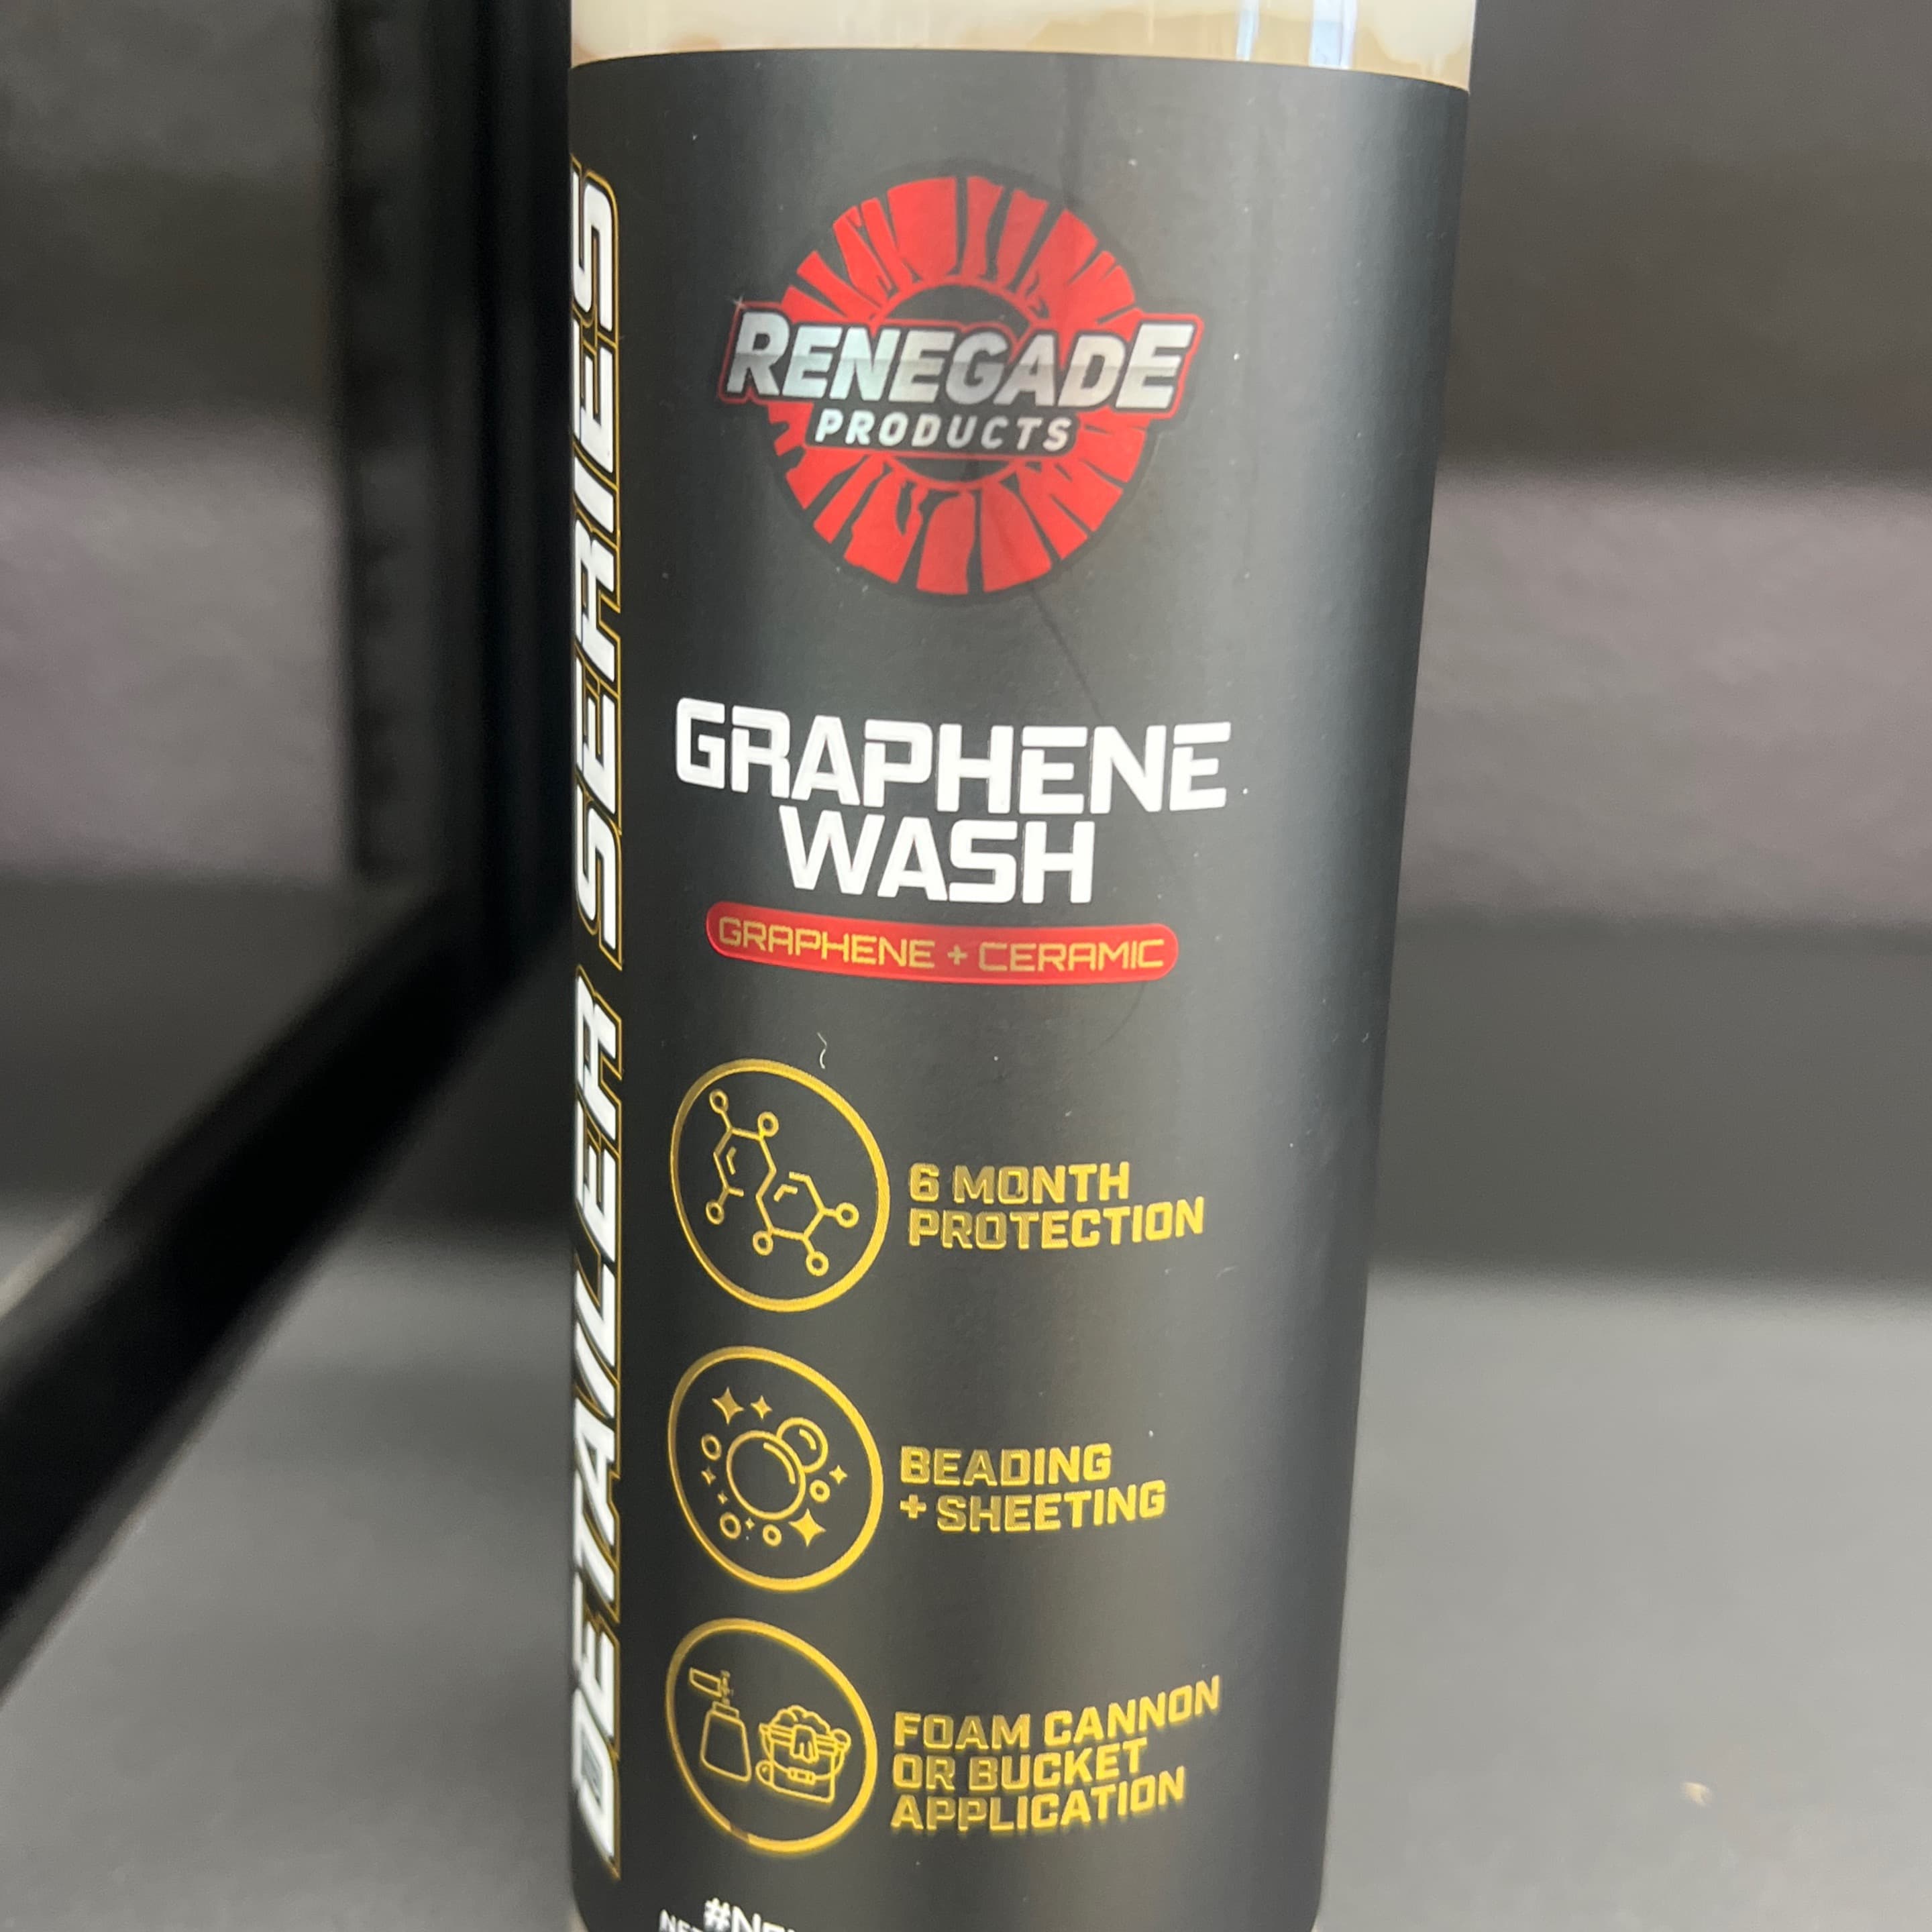 DETAILER SERIES
RENEGADE
PRODUCTS
GRAPHENE
WASH
GRAPHENE + CERAMIC
6 MONTH
PROTECTION
BEADING
+ SHEETING
FOAM CANNON
OR BUCKET
APPLICATION